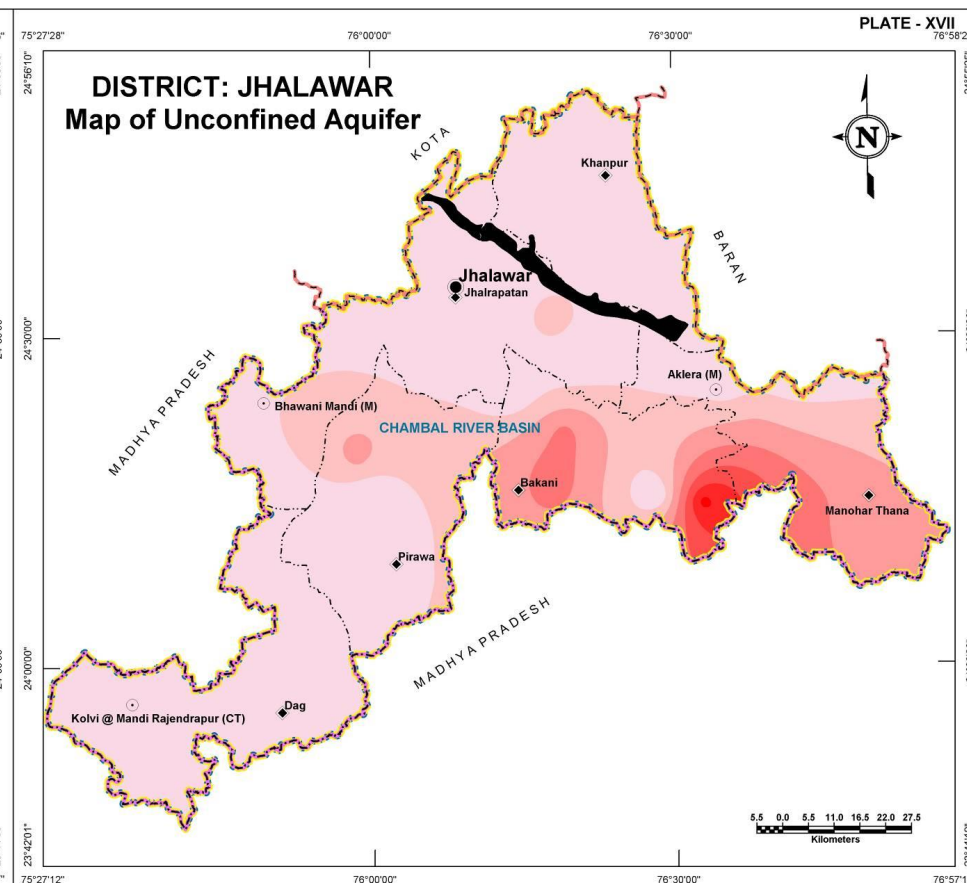 PLATE - XVII
75°27'28"
76°00'00"
76°30'00"
24°56'10"
DISTRICT: JHALAWAR
Map of Unconfined Aquifer
N
KOTA
Khanpur
BARAN
Jhalawar
Jhalrapatan
24°30'00"
MADHYA PRADESH
Aklera (M)
Bhawani Mandi (M)
CHAMBAL RIVER BASIN
Bakani
Manohar Thana
Pirawa
MADHYA PRADESH
24°00'00"
Dag
Kolvi @ Mandi Rajendrapur (CT)
5.5 0.0 5.5 11.0 16.5 22.0 27.5
Kilometers
23°42'01"
75°27'12"
76°00'00"
76°30'00"